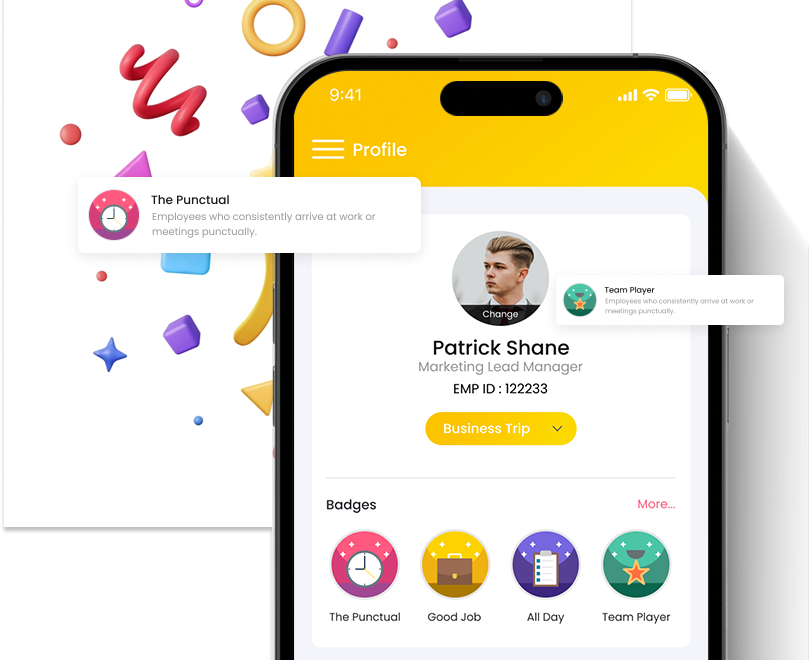 9:41
Profile
The Punctual
Employees who consistently arrive at work or
meetings punctually.
Change
Team Player
Employees who consistently arrive at work or
meetings punctually.
Patrick Shane
Marketing Lead Manager
EMP ID : 122233
Business Trip
Badges
More...
The Punctual
Good Job
All Day
Team Player